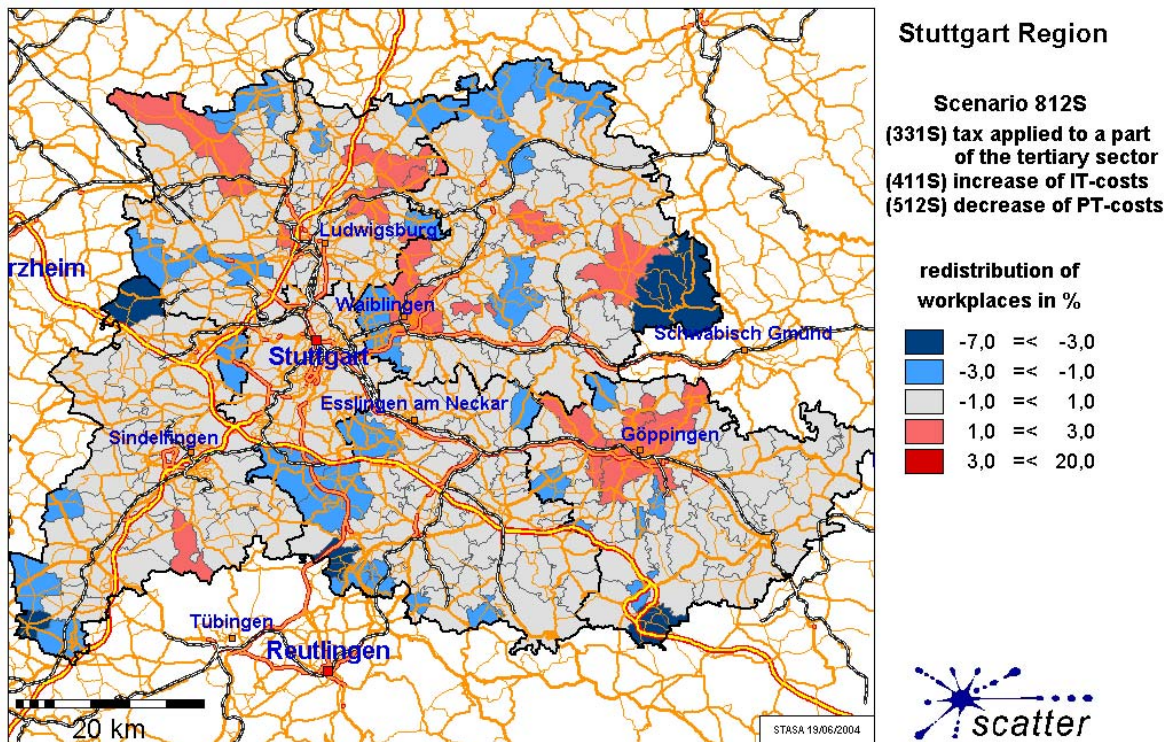 Stuttgart Region
Scenario 812S
(331S) tax applied to a part
of the tertiary sector
(411S) increase of IT-costs
(512S) decrease of PT-costs
redistribution of
workplaces in %
-7,0 =< -3,0
-3,0 =< -1,0
-1,0 =< 1,0
1,0 =< 3,0
3,0 =< 20,0
Ludwigsburg
rzheim
Waiblingen
Schwäbisch Gmünd
Stuttgart
Esslingen am Neckar
Sindelfingen
Göppingen
Tübingen
Reutlingen
20 km
STASA 19/06/2004
scatter